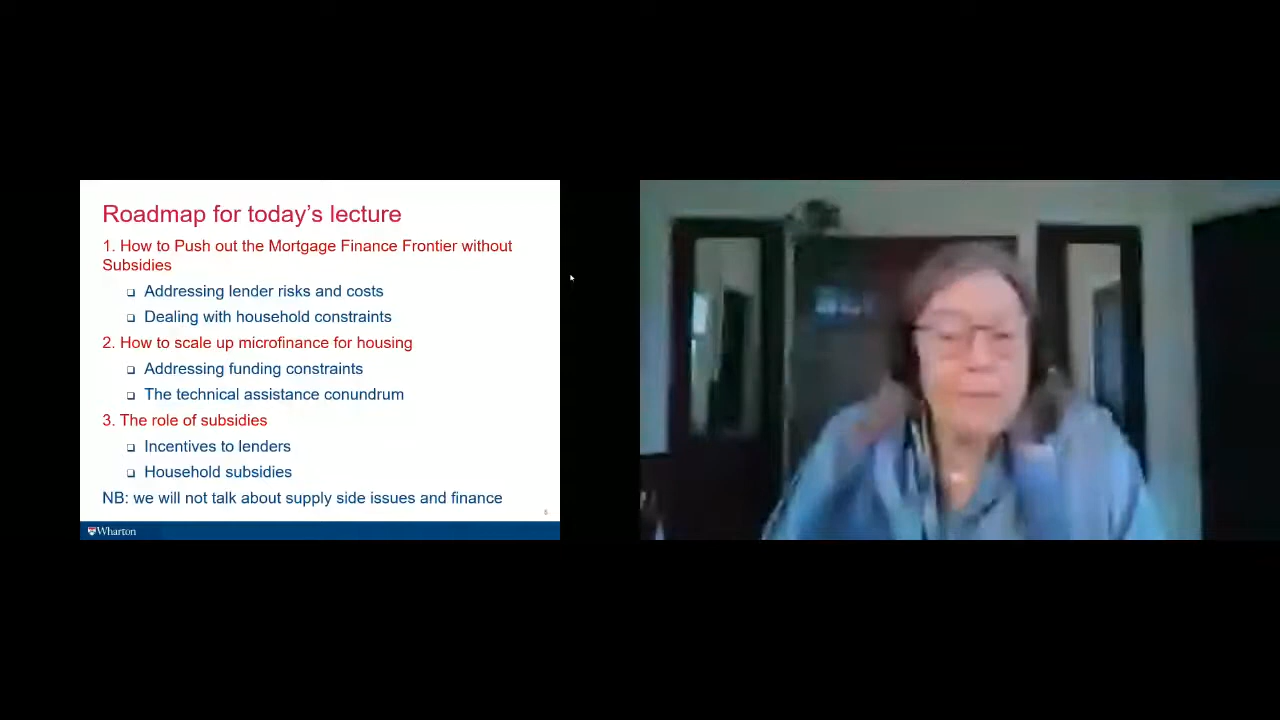 Roadmap for today's lecture
1. How to Push out the Mortgage Finance Frontier without
Subsidies
Addressing lender risks and costs
Dealing with household constraints
2. How to scale up microfinance for housing
Addressing funding constraints
The technical assistance conundrum
3. The role of subsidies
Incentives to lenders
Household subsidies
NB: we will not talk about supply side issues and finance
Wharton